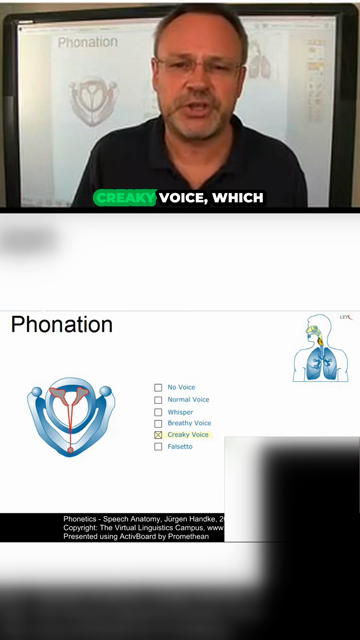 Phonation
CREAKY VOICE, WHICH
Phonation
No Voice
Normal Voice
Whisper
Breathy Voice
Creaky Voice
Falsetto
Phonetics - Speech Anatomy, Jürgen Handke,
Copyright: The Virtual Linguistics Campus, www
Presented using ActivBoard by Promethean